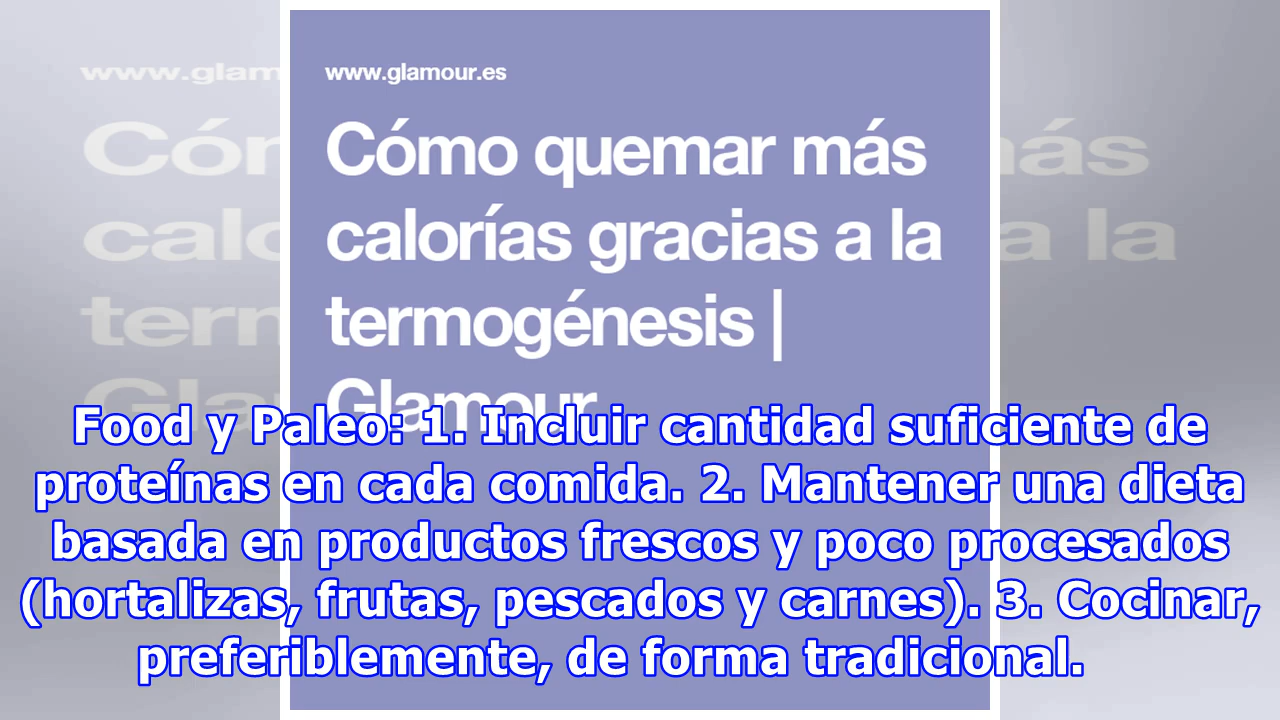 www.glamour.es
Cómo quemar más
calorías gracias a la
termogénesis |
Glamour
Food y Paleo: 1. Incluir cantidad suficiente de
proteínas en cada comida. 2. Mantener una dieta
basada en productos frescos y poco procesados
(hortalizas, frutas, pescados y carnes). 3. Cocinar,
preferiblemente, de forma tradicional.